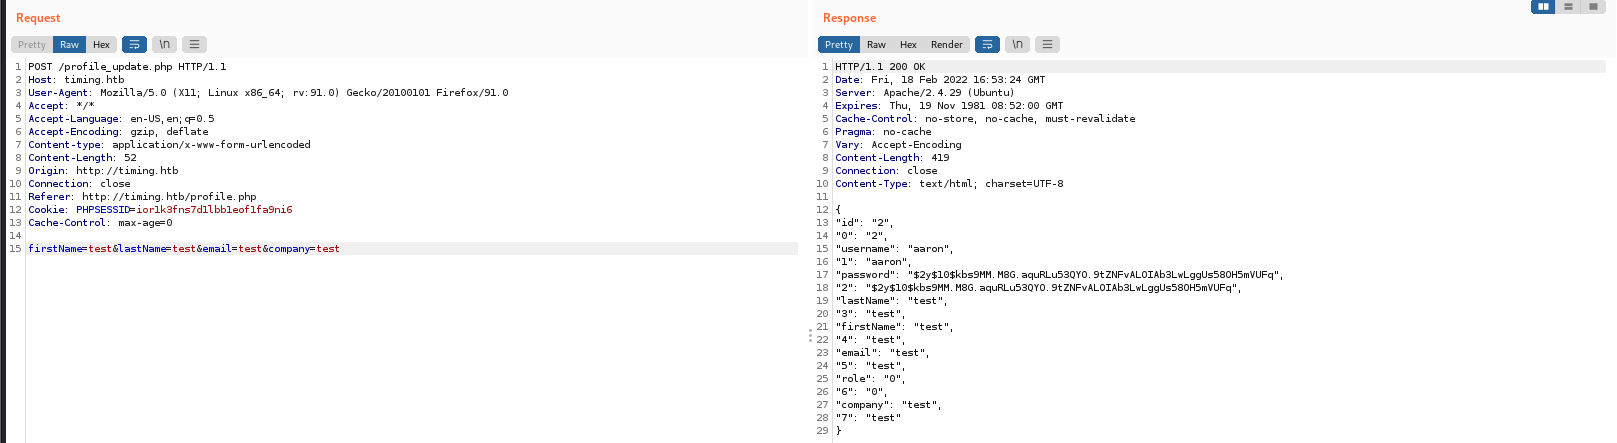 Request
Pretty Raw Hex \n
1 POST /profile_update.php HTTP/1.1
2 Host: timing.htb
3 User-Agent: Mozilla/5.0 (X11; Linux x86_64; rv:91.0) Gecko/20100101 Firefox/91.0
4 Accept: */*
5 Accept-Language: en-US,en;q=0.5
6 Accept-Encoding: gzip, deflate
7 Content-type: application/x-www-form-urlencoded
8 Content-Length: 52
9 Origin: http://timing.htb
10 Connection: close
11 Referer: http://timing.htb/profile.php
12 Cookie: PHPSESSID=ior1k3fns7d1lbb1eof1fa9ni6
13 Cache-Control: max-age=0
14
15 firstName=test&lastName=test&email=test&company=test
Response
Pretty Raw Hex Render \n
1 HTTP/1.1 200 OK
2 Date: Fri, 18 Feb 2022 16:53:24 GMT
3 Server: Apache/2.4.29 (Ubuntu)
4 Expires: Thu, 19 Nov 1981 08:52:00 GMT
5 Cache-Control: no-store, no-cache, must-revalidate
6 Pragma: no-cache
7 Vary: Accept-Encoding
8 Content-Length: 419
9 Connection: close
10 Content-Type: text/html; charset=UTF-8
11
12 {
13 "id": "2",
14 "0": "2",
15 "username": "aaron",
16 "1": "aaron",
17 "password": "$2y$10$kbs9MM.M8G.aquRLu53QYO.9tZNFvALOIAb3LwLggUs58OH5mVUFq",
18 "2": "$2y$10$kbs9MM.M8G.aquRLu53QYO.9tZNFvALOIAb3LwLggUs58OH5mVUFq",
19 "lastName": "test",
20 "3": "test",
21 "firstName": "test",
22 "4": "test",
23 "email": "test",
24 "5": "test",
25 "role": "0",
26 "6": "0",
27 "company": "test",
28 "7": "test"
29 }